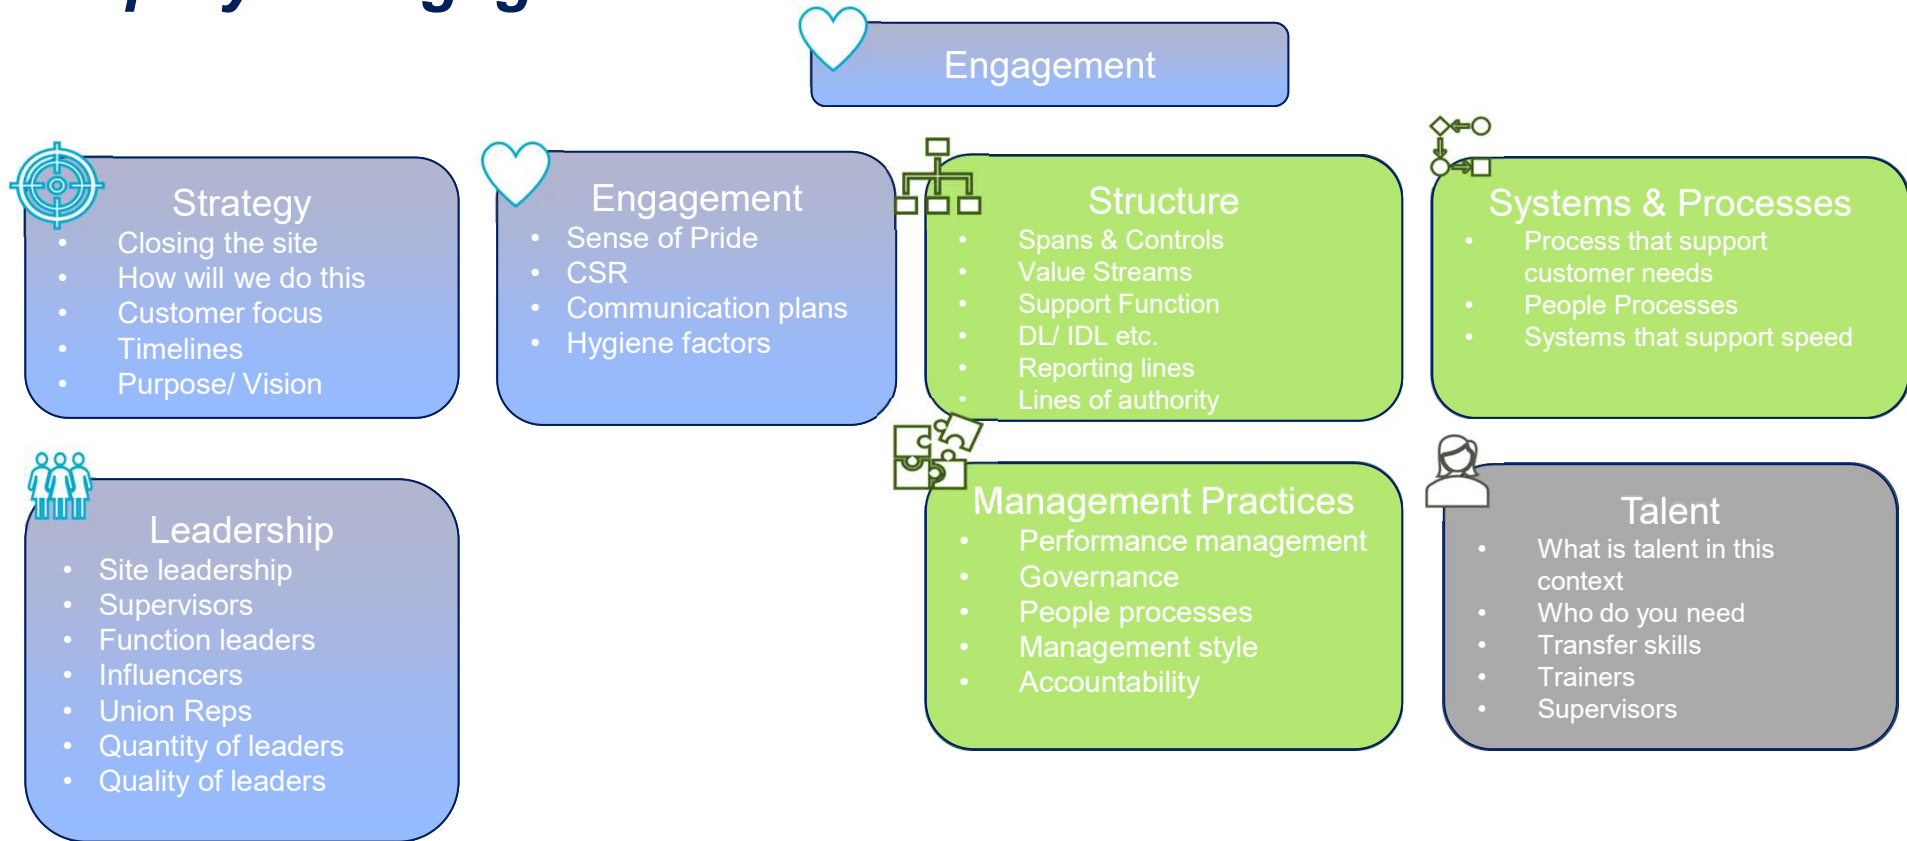 Engagement
Strategy
• Closing the site
• How will we do this
• Customer focus
• Timelines
• Purpose/ Vision
Engagement
• Sense of Pride
• CSR
• Communication plans
• Hygiene factors
Structure
• Spans & Controls
• Value Streams
• Support Function
• DL/ IDL etc.
• Reporting lines
• Lines of authority
Systems & Processes
• Process that support
customer needs
• People Processes
• Systems that support speed
Leadership
• Site leadership
• Supervisors
• Function leaders
• Influencers
• Union Reps
• Quantity of leaders
• Quality of leaders
Management Practices
• Performance management
• Governance
• People processes
• Management style
• Accountability
Talent
• What is talent in this
context
• Who do you need
• Transfer skills
• Trainers
• Supervisors